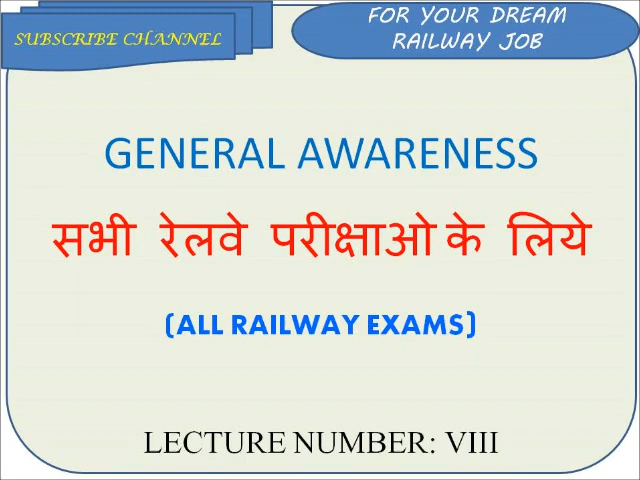 SUBSCRIBE CHANNEL
FOR YOUR DREAM
RAILWAY JOB
GENERAL AWARENESS
सभी रेलवे परीक्षाओ के लिये
(ALL RAILWAY EXAMS)
LECTURE NUMBER: VIII